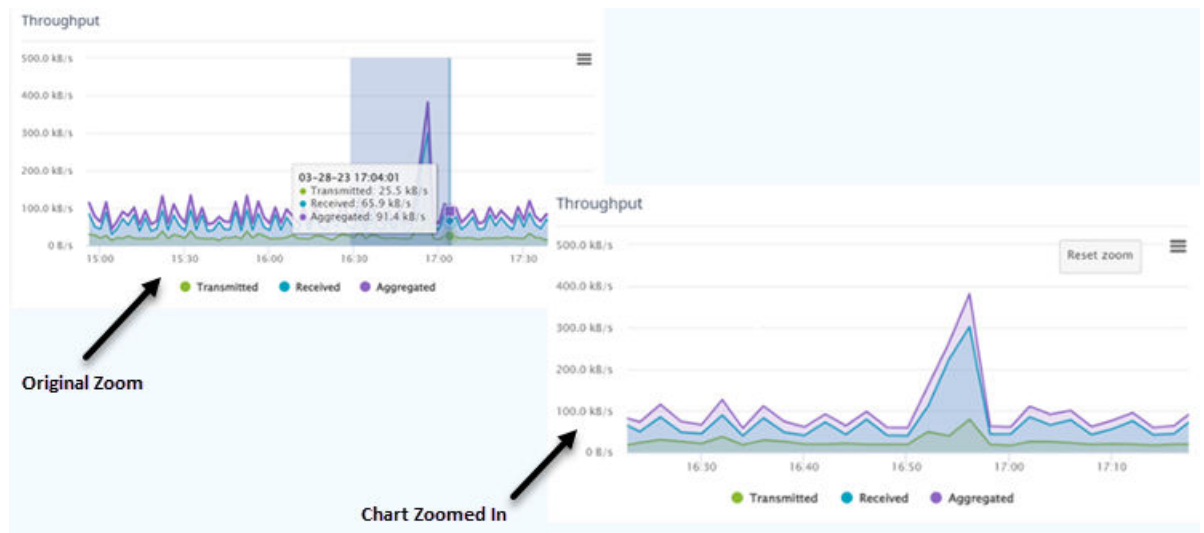 Throughput
500.0 kB/s
400.0 kB/s
300.0 kB/s
200.0 kB/s
100.0 kB/s
0 B/s
03-28-23 17:04:01
Transmitted: 25.5 kB/s
Received: 65.9 kB/s
Aggregated: 91.4 kB/s
15:00 15:30 16:00 16:30 17:00 17:30
Transmitted Received Aggregated
Original Zoom
Throughput
Reset zoom
500.0 kB/s
400.0 kB/s
300.0 kB/s
200.0 kB/s
100.0 kB/s
0 B/s
16:30 16:40 16:50 17:00 17:10
Transmitted Received Aggregated
Chart Zoomed In